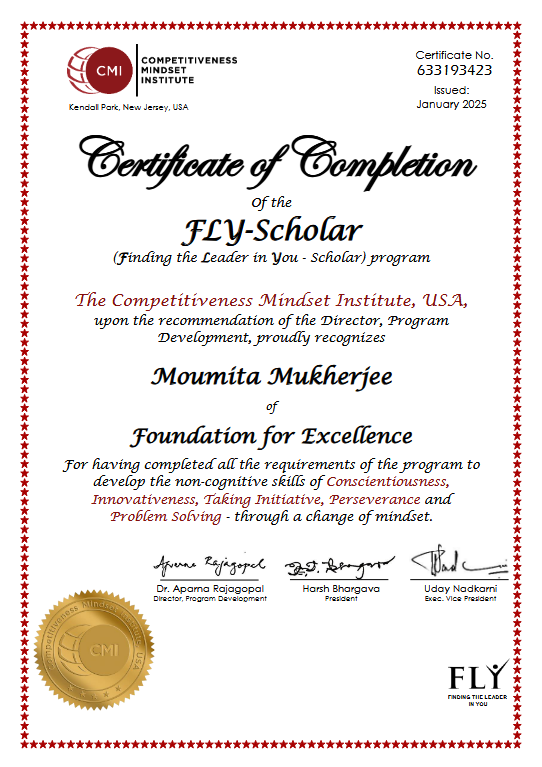 CMI
COMPETITIVENESS
MINDSET
INSTITUTE
Kendall Park, New Jersey, USA
Certificate No.
633193423
Issued:
January 2025
Certificate of Completion
Of the
FLY-Scholar
(Finding the Leader in You - Scholar) program
The Competitiveness Mindset Institute, USA,
upon the recommendation of the Director, Program
Development, proudly recognizes
Moumita Mukherjee
of
Foundation for Excellence
For having completed all the requirements of the program to
develop the non-cognitive skills of Conscientiousness,
Innovativeness, Taking Initiative, Perseverance and
Problem Solving - through a change of mindset.
Aparna Rajagopal
Dr. Aparna Rajagopal
Director, Program Development
Harsh Bhargava
President
Uday Nadkarni
Exec. Vice President
Competitiveness Mindset Institute USA
CMI
FLY
FINDING THE LEADER
IN YOU